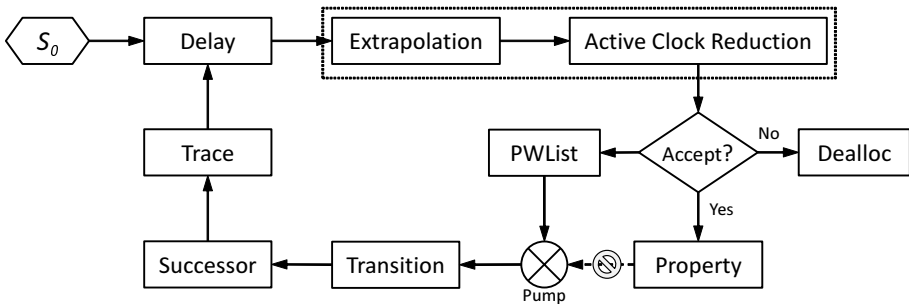 S0
Delay
Extrapolation
Active Clock Reduction
Trace
PWList
Accept?
No
Dealloc
Yes
Successor
Transition
Pump
Property